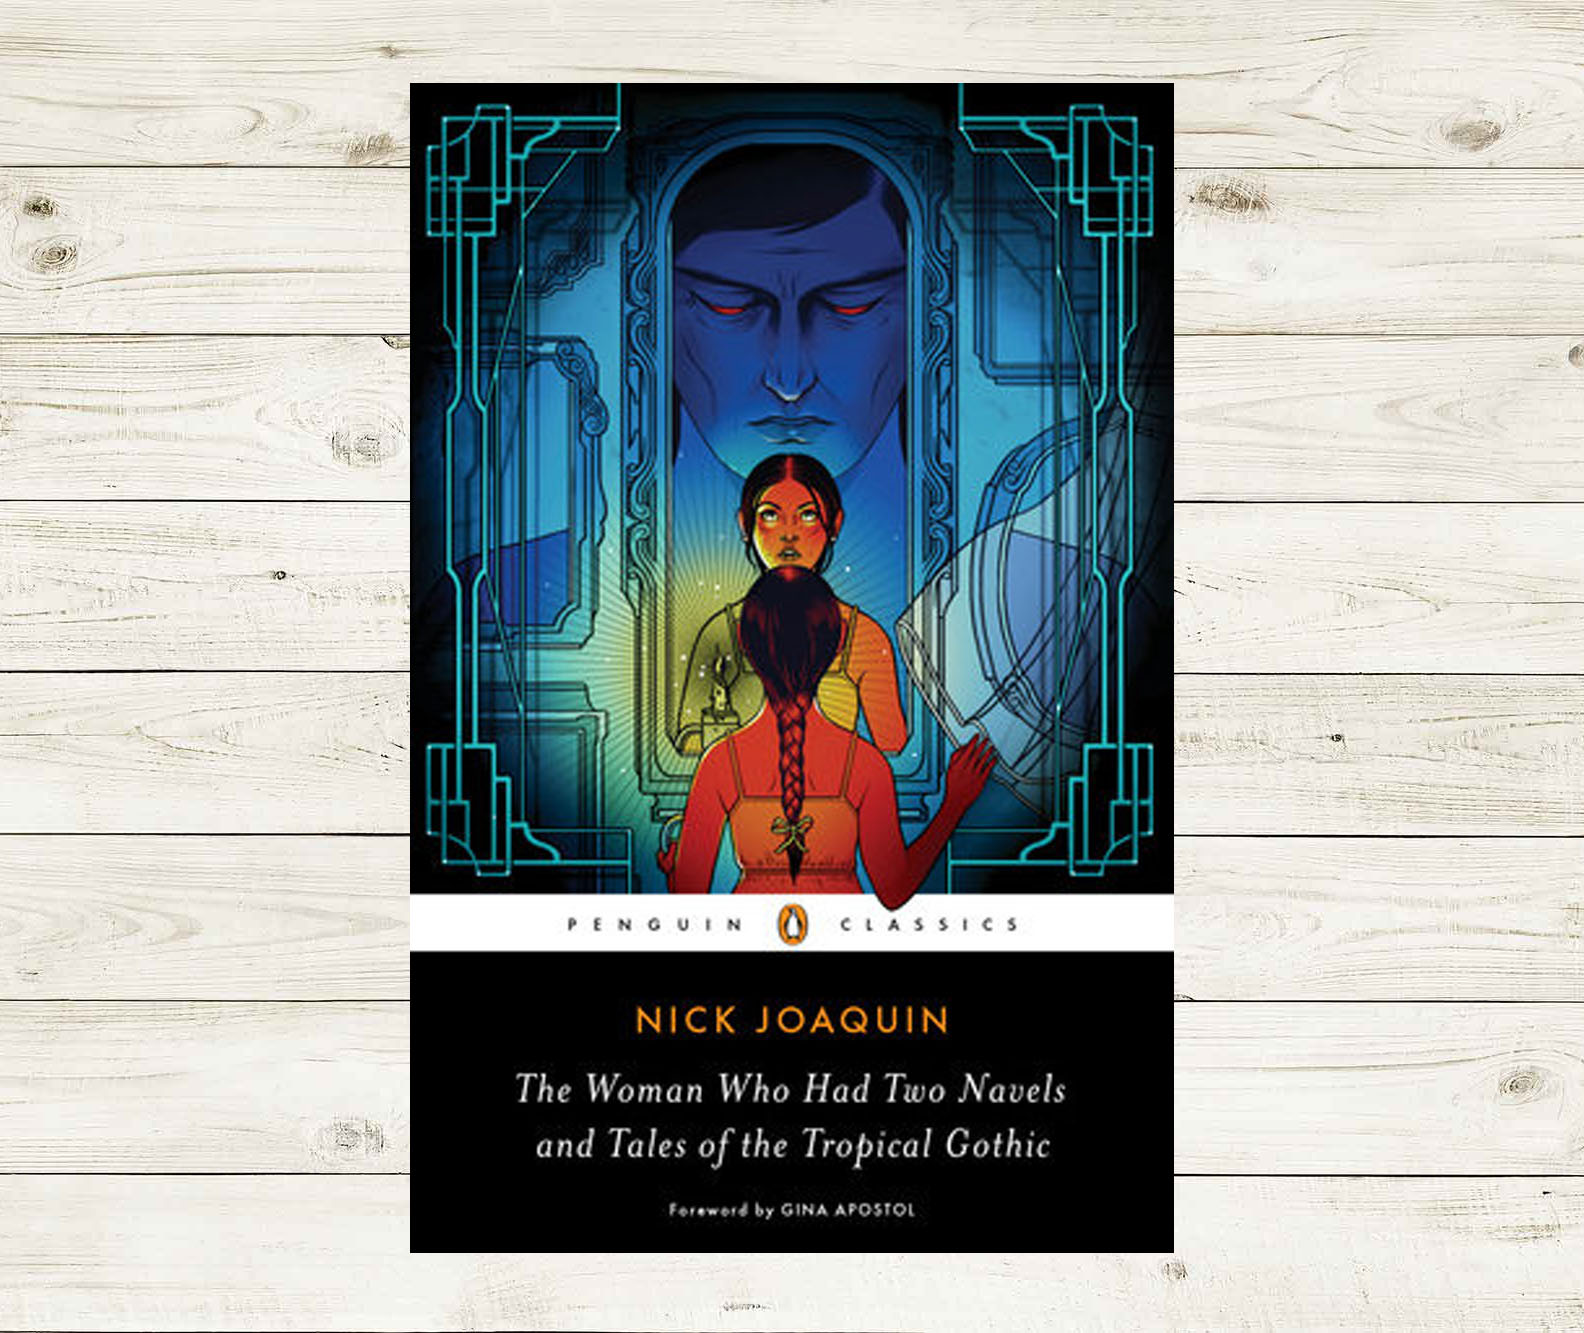 PENGUIN CLASSICS
NICK JOAQUIN
The Woman Who Had Two Navels
and Tales of the Tropical Gothic
Foreword by GINA APOSTOL